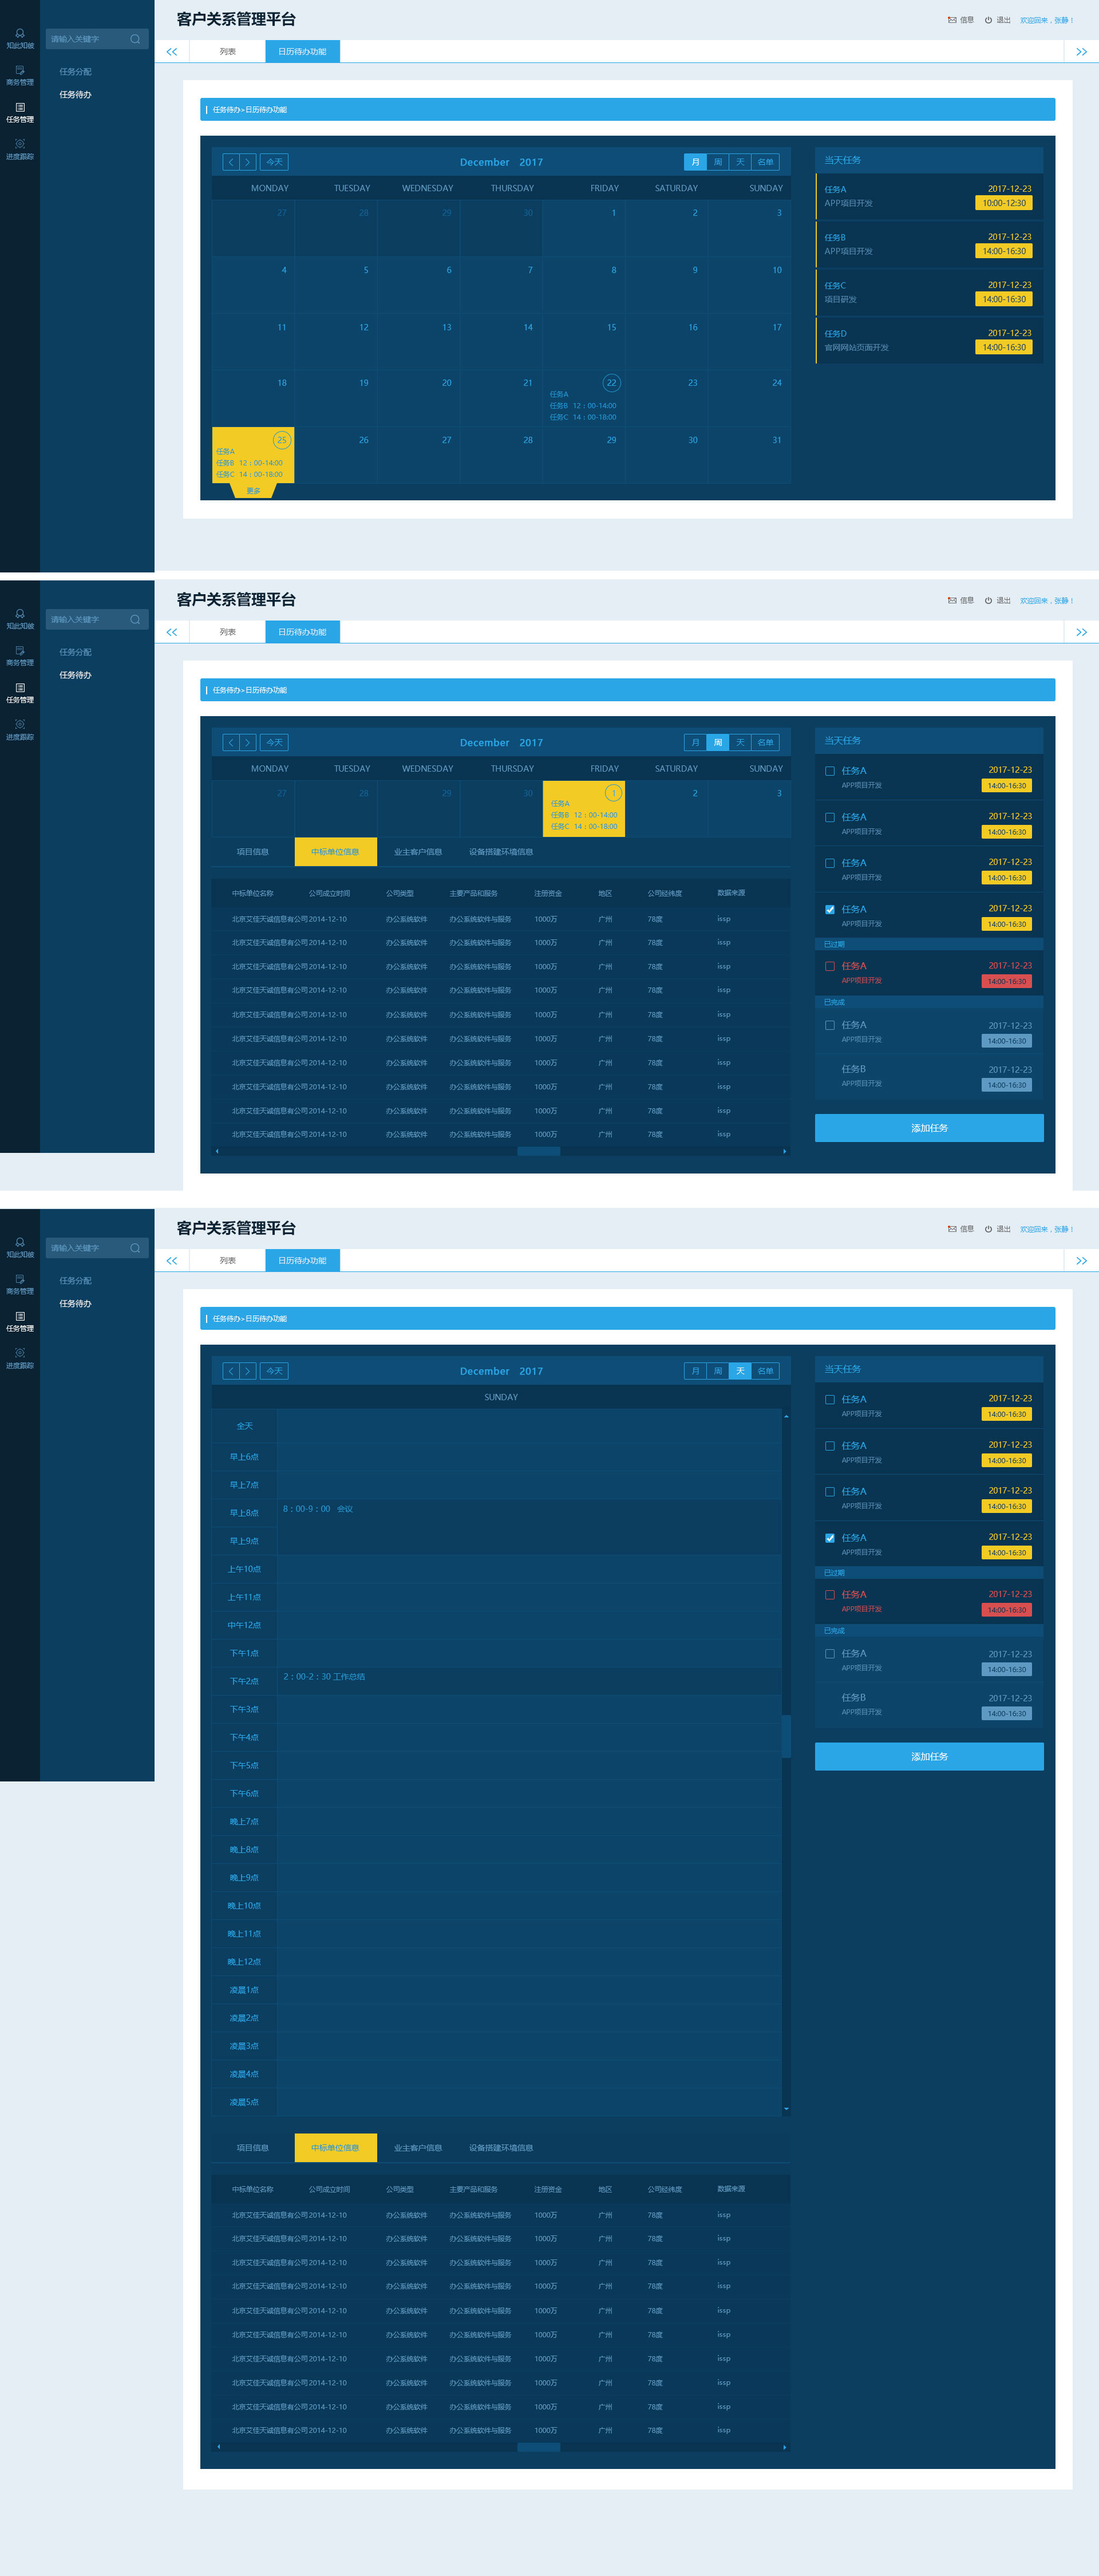 客户关系管理平台
信息 退出 欢迎回来，张静！
知此知彼
商务管理
任务管理
进度跟踪
请输入关键字
任务分配
任务待办
<< 列表 日历待办功能 >>
任务待办>日历待办功能
< > 今天 December 2017 月 周 天 名单
MONDAY TUESDAY WEDNESDAY THURSDAY FRIDAY SATURDAY SUNDAY
27 28 29 30 1 2 3
4 5 6 7 8 9 10
11 12 13 14 15 16 17
18 19 20 21 22 23 24
任务A
任务B 12：00-14:00
任务C 14：00-18:00
25 26 27 28 29 30 31
任务A
任务B 12：00-14:00
任务C 14：00-18:00
更多
当天任务
任务A 2017-12-23
APP项目开发 10:00-12:30
任务B 2017-12-23
APP项目开发 14:00-16:30
任务C 2017-12-23
项目研发 14:00-16:30
任务D 2017-12-23
官网网站页面开发 14:00-16:30
客户关系管理平台
信息 退出 欢迎回来，张静！
知此知彼
商务管理
任务管理
进度跟踪
请输入关键字
任务分配
任务待办
<< 列表 日历待办功能 >>
任务待办>日历待办功能
< > 今天 December 2017 月 周 天 名单
MONDAY TUESDAY WEDNESDAY THURSDAY FRIDAY SATURDAY SUNDAY
27 28 29 30 1 2 3
任务A
任务B 12：00-14:00
任务C 14：00-18:00
项目信息 中标单位信息 业主客户信息 设备搭建环境信息
中标单位名称 公司成立时间 公司类型 主要产品和服务 注册资金 地区 公司经纬度 数据来源
北京艾佳天诚信息有公司 2014-12-10 办公系统软件 办公系统软件与服务 1000万 广州 78度 issp
北京艾佳天诚信息有公司 2014-12-10 办公系统软件 办公系统软件与服务 1000万 广州 78度 issp
北京艾佳天诚信息有公司 2014-12-10 办公系统软件 办公系统软件与服务 1000万 广州 78度 issp
北京艾佳天诚信息有公司 2014-12-10 办公系统软件 办公系统软件与服务 1000万 广州 78度 issp
北京艾佳天诚信息有公司 2014-12-10 办公系统软件 办公系统软件与服务 1000万 广州 78度 issp
北京艾佳天诚信息有公司 2014-12-10 办公系统软件 办公系统软件与服务 1000万 广州 78度 issp
北京艾佳天诚信息有公司 2014-12-10 办公系统软件 办公系统软件与服务 1000万 广州 78度 issp
北京艾佳天诚信息有公司 2014-12-10 办公系统软件 办公系统软件与服务 1000万 广州 78度 issp
北京艾佳天诚信息有公司 2014-12-10 办公系统软件 办公系统软件与服务 1000万 广州 78度 issp
北京艾佳天诚信息有公司 2014-12-10 办公系统软件 办公系统软件与服务 1000万 广州 78度 issp
当天任务
任务A 2017-12-23
APP项目开发 14:00-16:30
任务A 2017-12-23
APP项目开发 14:00-16:30
任务A 2017-12-23
APP项目开发 14:00-16:30
任务A 2017-12-23
APP项目开发 14:00-16:30
已过期
任务A 2017-12-23
APP项目开发 14:00-16:30
已完成
任务A 2017-12-23
APP项目开发 14:00-16:30
任务B 2017-12-23
APP项目开发 14:00-16:30
添加任务
客户关系管理平台
信息 退出 欢迎回来，张静！
知此知彼
商务管理
任务管理
进度跟踪
请输入关键字
任务分配
任务待办
<< 列表 日历待办功能 >>
任务待办>日历待办功能
< > 今天 December 2017 月 周 天 名单
SUNDAY
全天
早上6点
早上7点
早上8点 8：00-9：00 会议
早上9点
上午10点
上午11点
中午12点
下午1点
下午2点 2：00-2：30 工作总结
下午3点
下午4点
下午5点
下午6点
晚上7点
晚上8点
晚上9点
晚上10点
晚上11点
晚上12点
凌晨1点
凌晨2点
凌晨3点
凌晨4点
凌晨5点
项目信息 中标单位信息 业主客户信息 设备搭建环境信息
中标单位名称 公司成立时间 公司类型 主要产品和服务 注册资金 地区 公司经纬度 数据来源
北京艾佳天诚信息有公司 2014-12-10 办公系统软件 办公系统软件与服务 1000万 广州 78度 issp
北京艾佳天诚信息有公司 2014-12-10 办公系统软件 办公系统软件与服务 1000万 广州 78度 issp
北京艾佳天诚信息有公司 2014-12-10 办公系统软件 办公系统软件与服务 1000万 广州 78度 issp
北京艾佳天诚信息有公司 2014-12-10 办公系统软件 办公系统软件与服务 1000万 广州 78度 issp
北京艾佳天诚信息有公司 2014-12-10 办公系统软件 办公系统软件与服务 1000万 广州 78度 issp
北京艾佳天诚信息有公司 2014-12-10 办公系统软件 办公系统软件与服务 1000万 广州 78度 issp
北京艾佳天诚信息有公司 2014-12-10 办公系统软件 办公系统软件与服务 1000万 广州 78度 issp
北京艾佳天诚信息有公司 2014-12-10 办公系统软件 办公系统软件与服务 1000万 广州 78度 issp
北京艾佳天诚信息有公司 2014-12-10 办公系统软件 办公系统软件与服务 1000万 广州 78度 issp
北京艾佳天诚信息有公司 2014-12-10 办公系统软件 办公系统软件与服务 1000万 广州 78度 issp
当天任务
任务A 2017-12-23
APP项目开发 14:00-16:30
任务A 2017-12-23
APP项目开发 14:00-16:30
任务A 2017-12-23
APP项目开发 14:00-16:30
任务A 2017-12-23
APP项目开发 14:00-16:30
已过期
任务A 2017-12-23
APP项目开发 14:00-16:30
已完成
任务A 2017-12-23
APP项目开发 14:00-16:30
任务B 2017-12-23
APP项目开发 14:00-16:30
添加任务